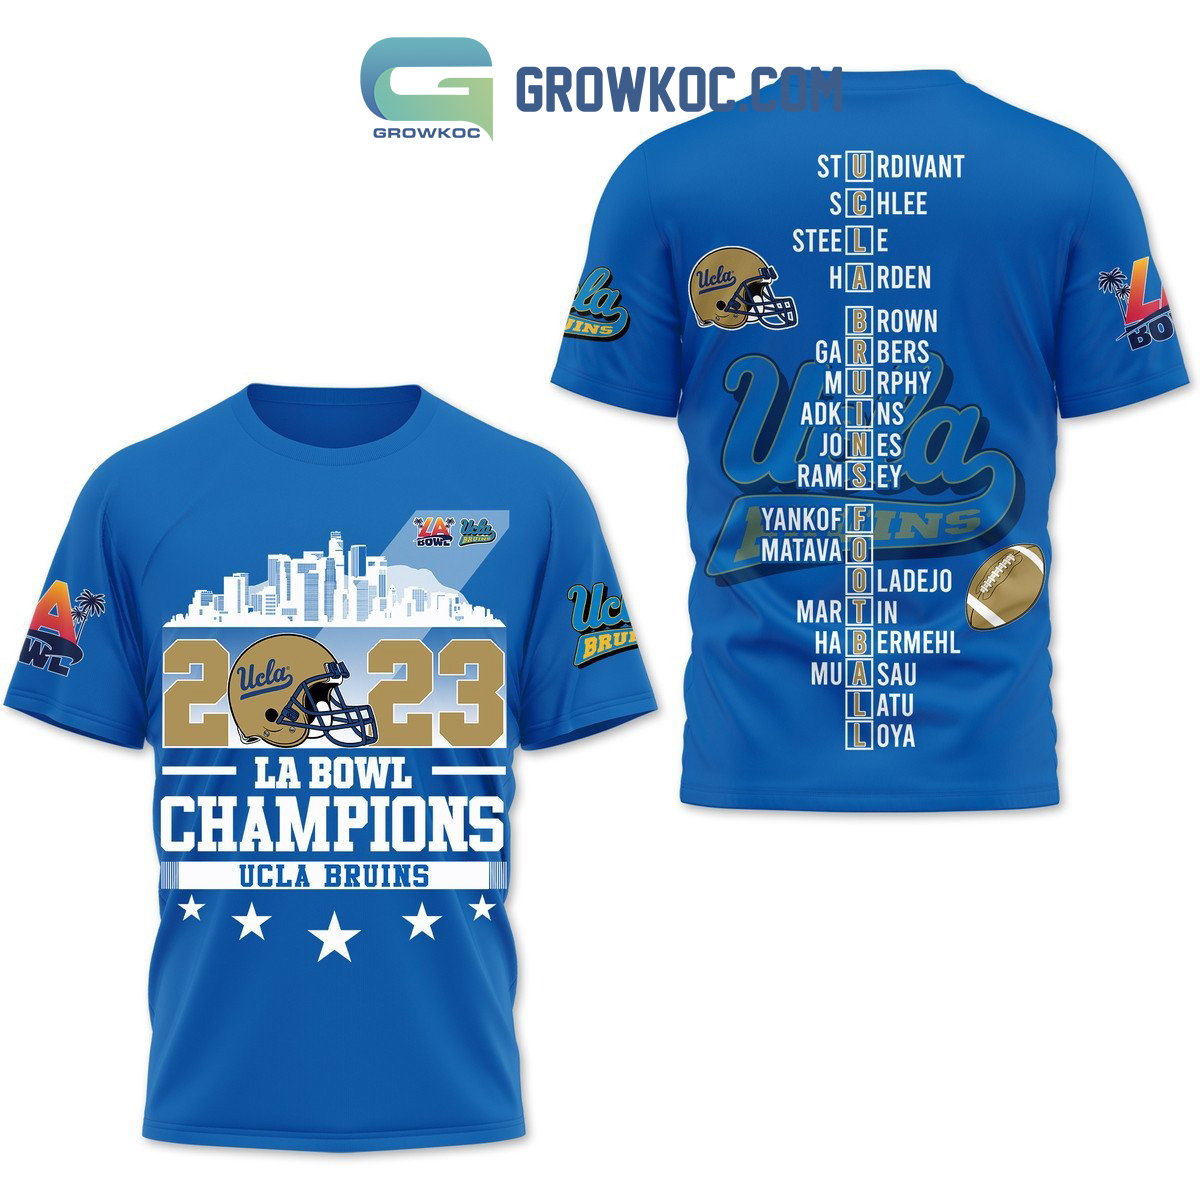 GROWKOC
GROWKOC.COM
STURDIVANT
SCHLEE
STEELE
HARDEN
BROWN
GARBERS
MURPHY
ADKINS
JONES
RAMSEY
YANKOF
MATAVAO
OLADEJO
MARTIN
HABERMEHL
MUASAU
LATU
LOYA
Ucla
Ucla
BRUINS
LA
BOWL
Ucla
BRUINS
LA
BOWL
Ucla
BRUINS
2023
Ucla
LA BOWL
CHAMPIONS
UCLA BRUINS
LA
BOWL
Ucla
BRUINS